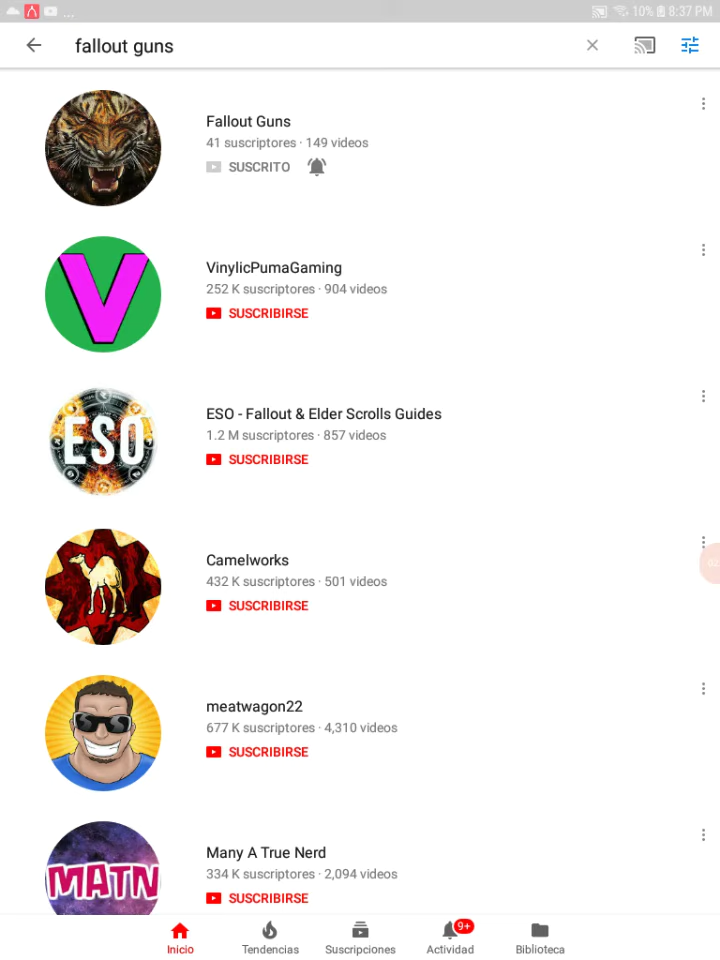 ... 10% 8:37 PM
fallout guns
Fallout Guns
41 suscriptores · 149 videos
SUSCRITO
V
VinylicPumaGaming
252 K suscriptores · 904 videos
SUSCRIBIRSE
ESO
ESO - Fallout & Elder Scrolls Guides
1.2 M suscriptores · 857 videos
SUSCRIBIRSE
Camelworks
432 K suscriptores · 501 videos
SUSCRIBIRSE
meatwagon22
677 K suscriptores · 4,310 videos
SUSCRIBIRSE
MATN
Many A True Nerd
334 K suscriptores · 2,094 videos
SUSCRIBIRSE
9+
Inicio Tendencias Suscripciones Actividad Biblioteca